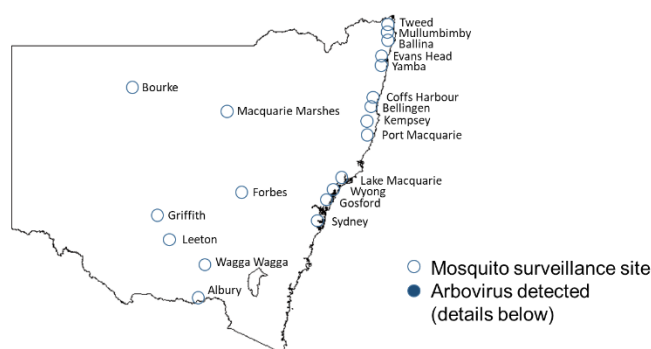 Tweed
Mullumbimby
Ballina
Evans Head
Yamba
Bourke
Coffs Harbour
Macquarie Marshes
Bellingen
Kempsey
Port Macquarie
Lake Macquarie
Forbes
Wyong
Gosford
Griffith
Sydney
Leeton
Wagga Wagga
Albury
Mosquito surveillance site
Arbovirus detected
(details below)